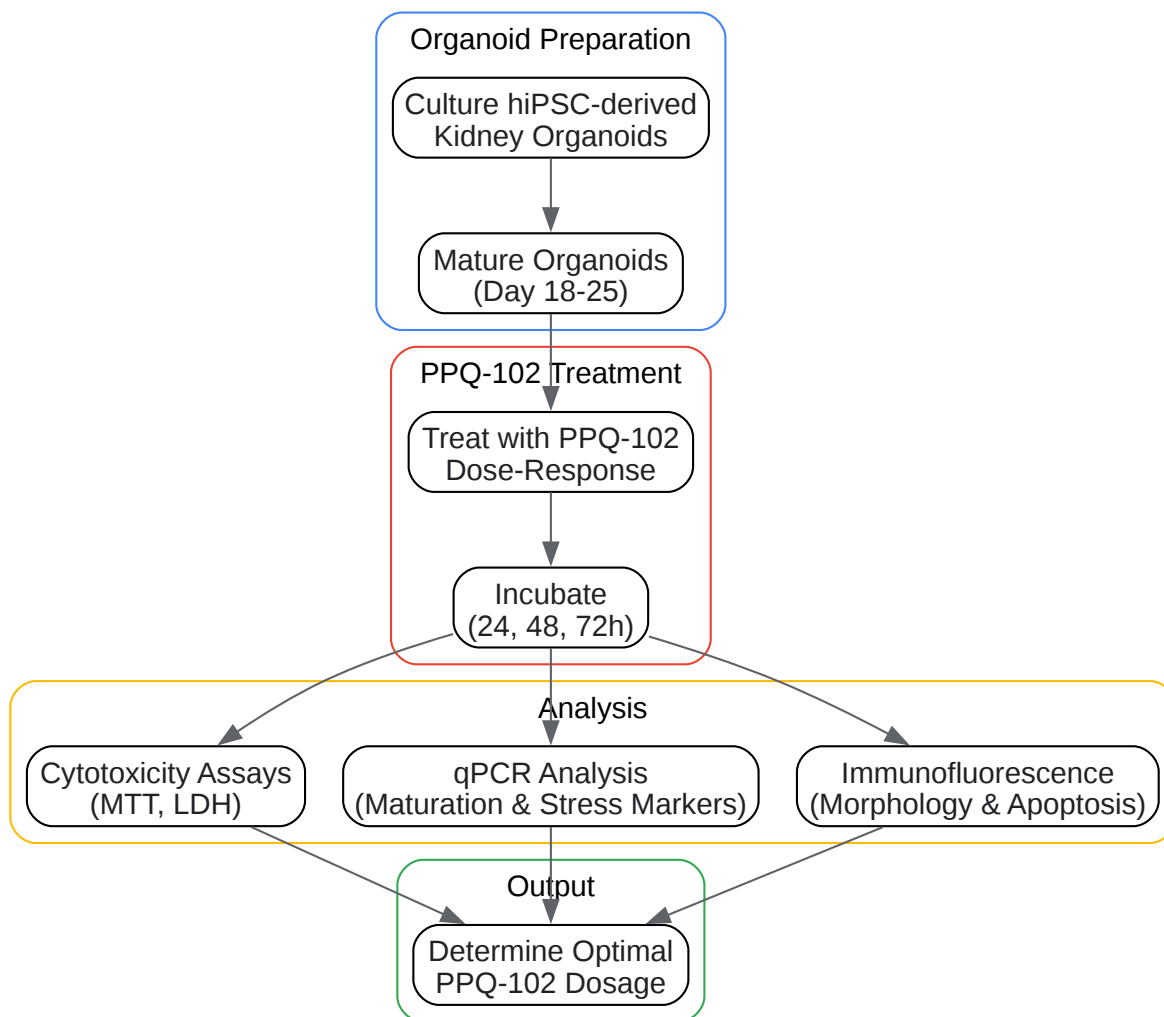 Organoid Preparation
Culture hiPSC-derived
Kidney Organoids
Mature Organoids
(Day 18-25)
PPQ-102 Treatment
Treat with PPQ-102
Dose-Response
Incubate
(24, 48, 72h)
Analysis
Cytotoxicity Assays
(MTT, LDH)
qPCR Analysis
(Maturation & Stress Markers)
Immunofluorescence
(Morphology & Apoptosis)
Output
Determine Optimal
PPQ-102 Dosage